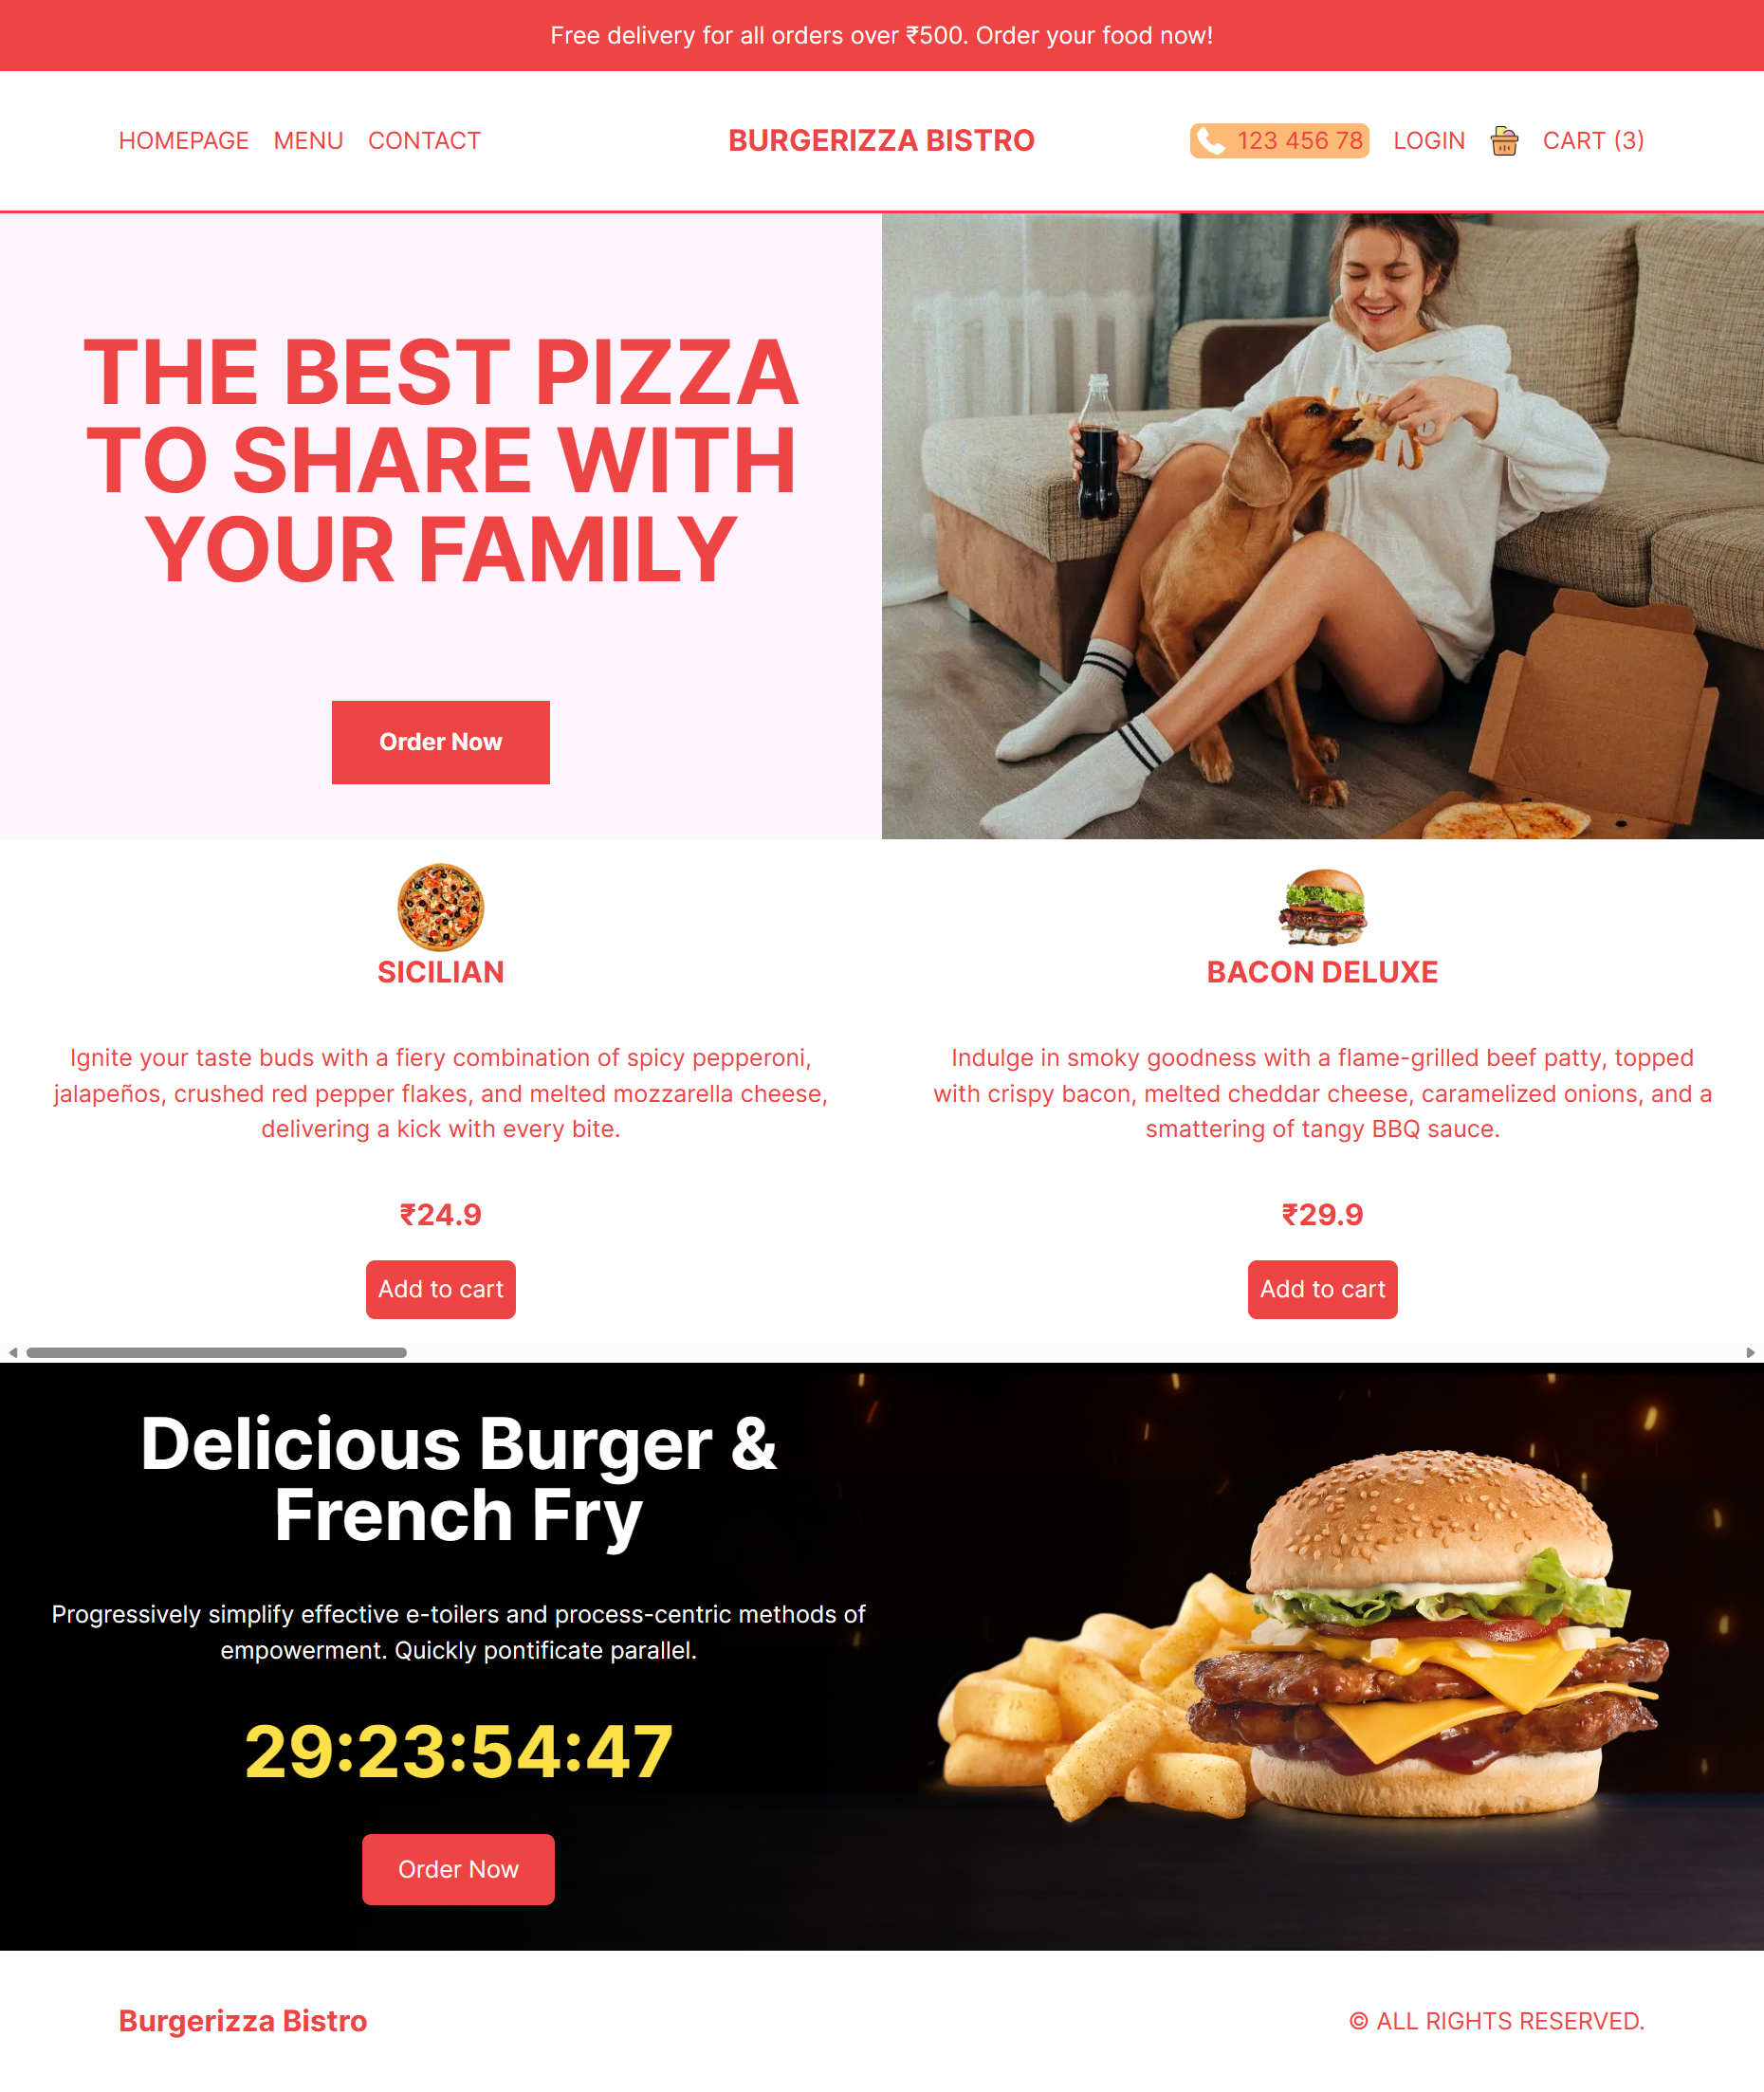 Free delivery for all orders over ₹500. Order your food now!
HOMEPAGE MENU CONTACT
BURGERIZZA BISTRO
123 456 78 LOGIN CART (3)
THE BEST PIZZA
TO SHARE WITH
YOUR FAMILY
Order Now
SICILIAN
Ignite your taste buds with a fiery combination of spicy pepperoni,
jalapeños, crushed red pepper flakes, and melted mozzarella cheese,
delivering a kick with every bite.
₹24.9
Add to cart
BACON DELUXE
Indulge in smoky goodness with a flame-grilled beef patty, topped
with crispy bacon, melted cheddar cheese, caramelized onions, and a
smattering of tangy BBQ sauce.
₹29.9
Add to cart
Delicious Burger &
French Fry
Progressively simplify effective e-toilers and process-centric methods of
empowerment. Quickly pontificate parallel.
29:23:54:47
Order Now
Burgerizza Bistro
© ALL RIGHTS RESERVED.